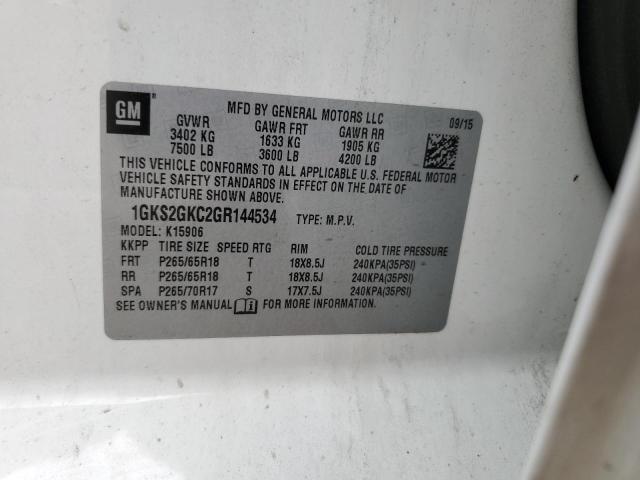 GM
MFD BY GENERAL MOTORS LLC
09/15
GVWR GAWR FRT GAWR RR
3402 KG 1633 KG 1905 KG
7500 LB 3600 LB 4200 LB
THIS VEHICLE CONFORMS TO ALL APPLICABLE U.S. FEDERAL MOTOR
VEHICLE SAFETY STANDARDS IN EFFECT ON THE DATE OF
MANUFACTURE SHOWN ABOVE.
1GKS2GKC2GR144534 TYPE: M.P.V.
MODEL: K15906
KKPP TIRE SIZE SPEED RTG RIM COLD TIRE PRESSURE
FRT P265/65R18 T 18X8.5J 240KPA(35PSI)
RR P265/65R18 T 18X8.5J 240KPA(35PSI)
SPA P265/70R17 S 17X7.5J 240KPA(35PSI)
SEE OWNER'S MANUAL FOR MORE INFORMATION.